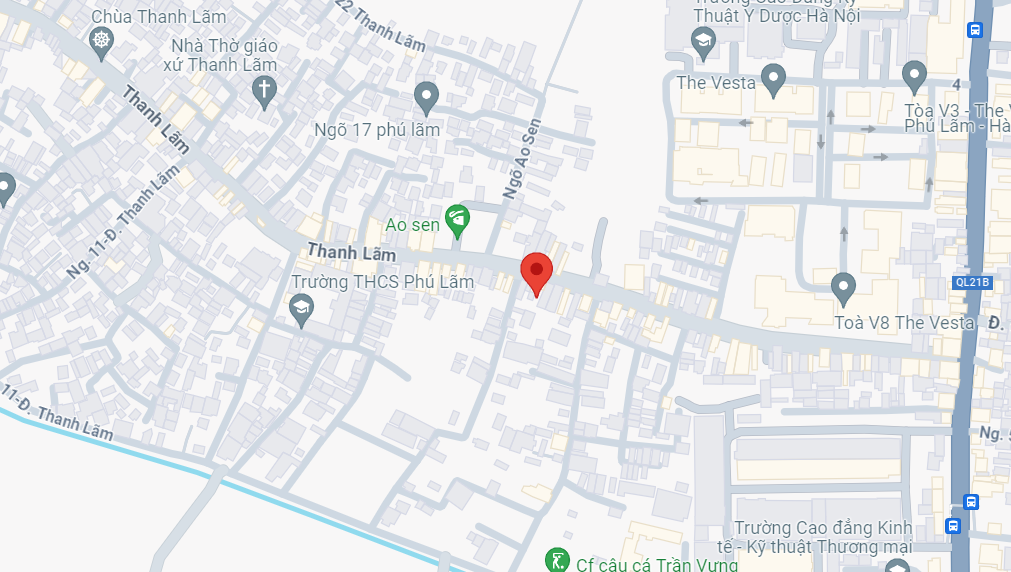 Chùa Thanh Lãm
22 Thanh Lãm
Trường Cao Đẳng Kỹ
Thuật Y Dược Hà Nội
Nhà Thờ giáo
xứ Thanh Lãm
The Vesta
4
Thanh Lãm
Tòa V3 - The V
Phú Lãm - Hà
Ngõ 17 phú lãm
Ngõ Ao Sen
Ng. 11-Đ. Thanh Lãm
Ao sen
Thanh Lãm
Trường THCS Phú Lãm
QL21B
Toà V8 The Vesta
Đ.
11-Đ. Thanh Lãm
Ng. 5
Trường Cao đẳng Kinh
tế - Kỹ thuật Thương mại
Cf câu cá Trần Vựng